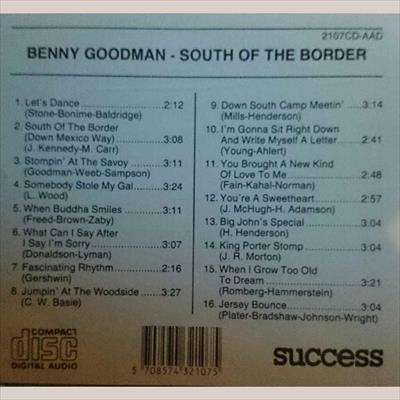 2107CD-AAD
BENNY GOODMAN - SOUTH OF THE BORDER
1. Let's Dance 2:12
(Stone-Bonime-Baldridge)
2. South Of The Border
(Down Mexico Way) 3:08
(J. Kennedy-M. Carr)
3. Stompin' At The Savoy 3:11
(Goodman-Weeb-Sampson)
4. Somebody Stole My Gal 3:24
(L. Wood)
5. When Buddha Smiles 3:11
(Freed-Brown-Zaby)
6. What Can I Say After
I Say I'm Sorry 3:07
(Donaldson-Lyman)
7. Fascinating Rhythm 2:16
(Gershwin)
8. Jumpin' At The Woodside 3:27
(C. W. Basie)
9. Down South Camp Meetin' 3:14
(Mills-Henderson)
10. I'm Gonna Sit Right Down
And Write Myself A Letter 2:41
(Young-Ahlert)
11. You Brought A New Kind
Of Love To Me 2:48
(Fain-Kahal-Norman)
12. You're A Sweetheart 2:57
(J. McHugh-H. Adamson)
13. Big John's Special 3:04
(H. Henderson)
14. King Porter Stomp 3:04
(J. R. Morton)
15. When I Grow Too Old
To Dream 3:21
(Romberg-Hammerstein)
16. Jersey Bounce 3:04
(Plater-Bradshaw-Johnson-Wright)
COMPACT
disc
DIGITAL AUDIO
5 708574 321075
success